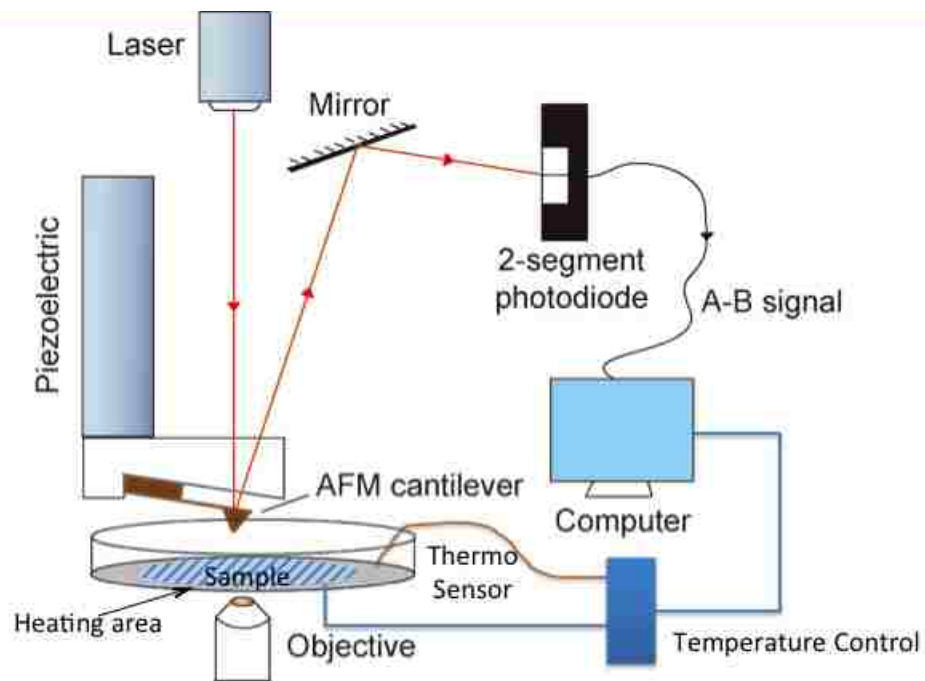 Laser
Mirror
Piezoelectric
2-segment
photodiode
A-B signal
AFM cantilever
Computer
Thermo
Sensor
Sample
Heating area
Objective
Temperature Control